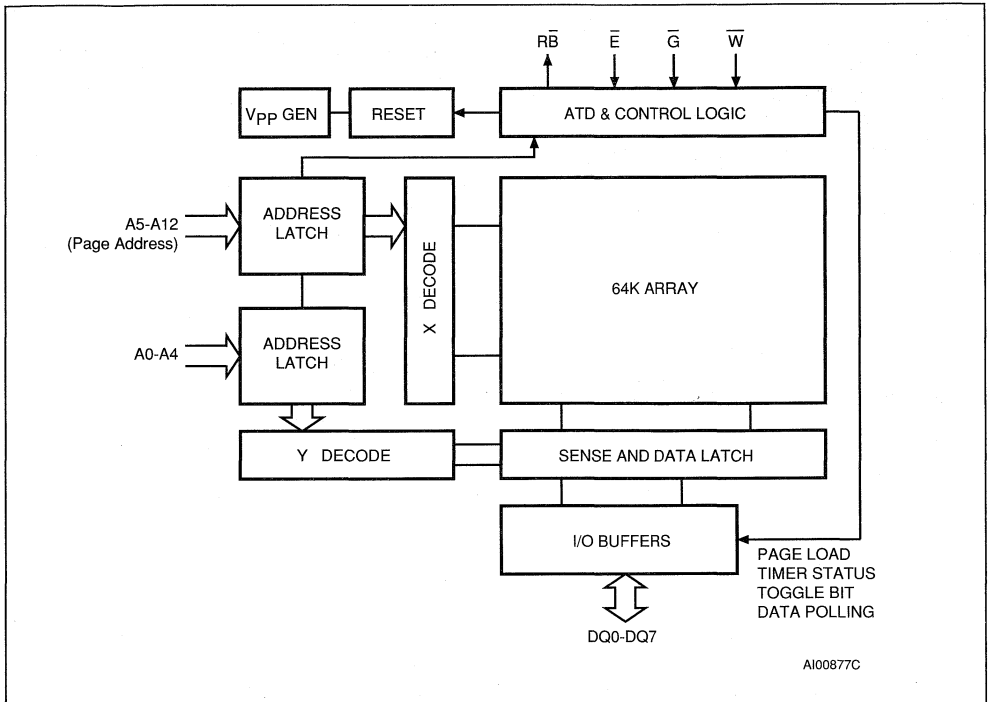 RB̅ E̅ G̅ W̅
VPP GEN
RESET
ATD & CONTROL LOGIC
A5-A12
(Page Address)
ADDRESS
LATCH
X DECODE
64K ARRAY
A0-A4
ADDRESS
LATCH
Y DECODE
SENSE AND DATA LATCH
I/O BUFFERS
PAGE LOAD
TIMER STATUS
TOGGLE BIT
DATA POLLING
DQ0-DQ7
AI00877C